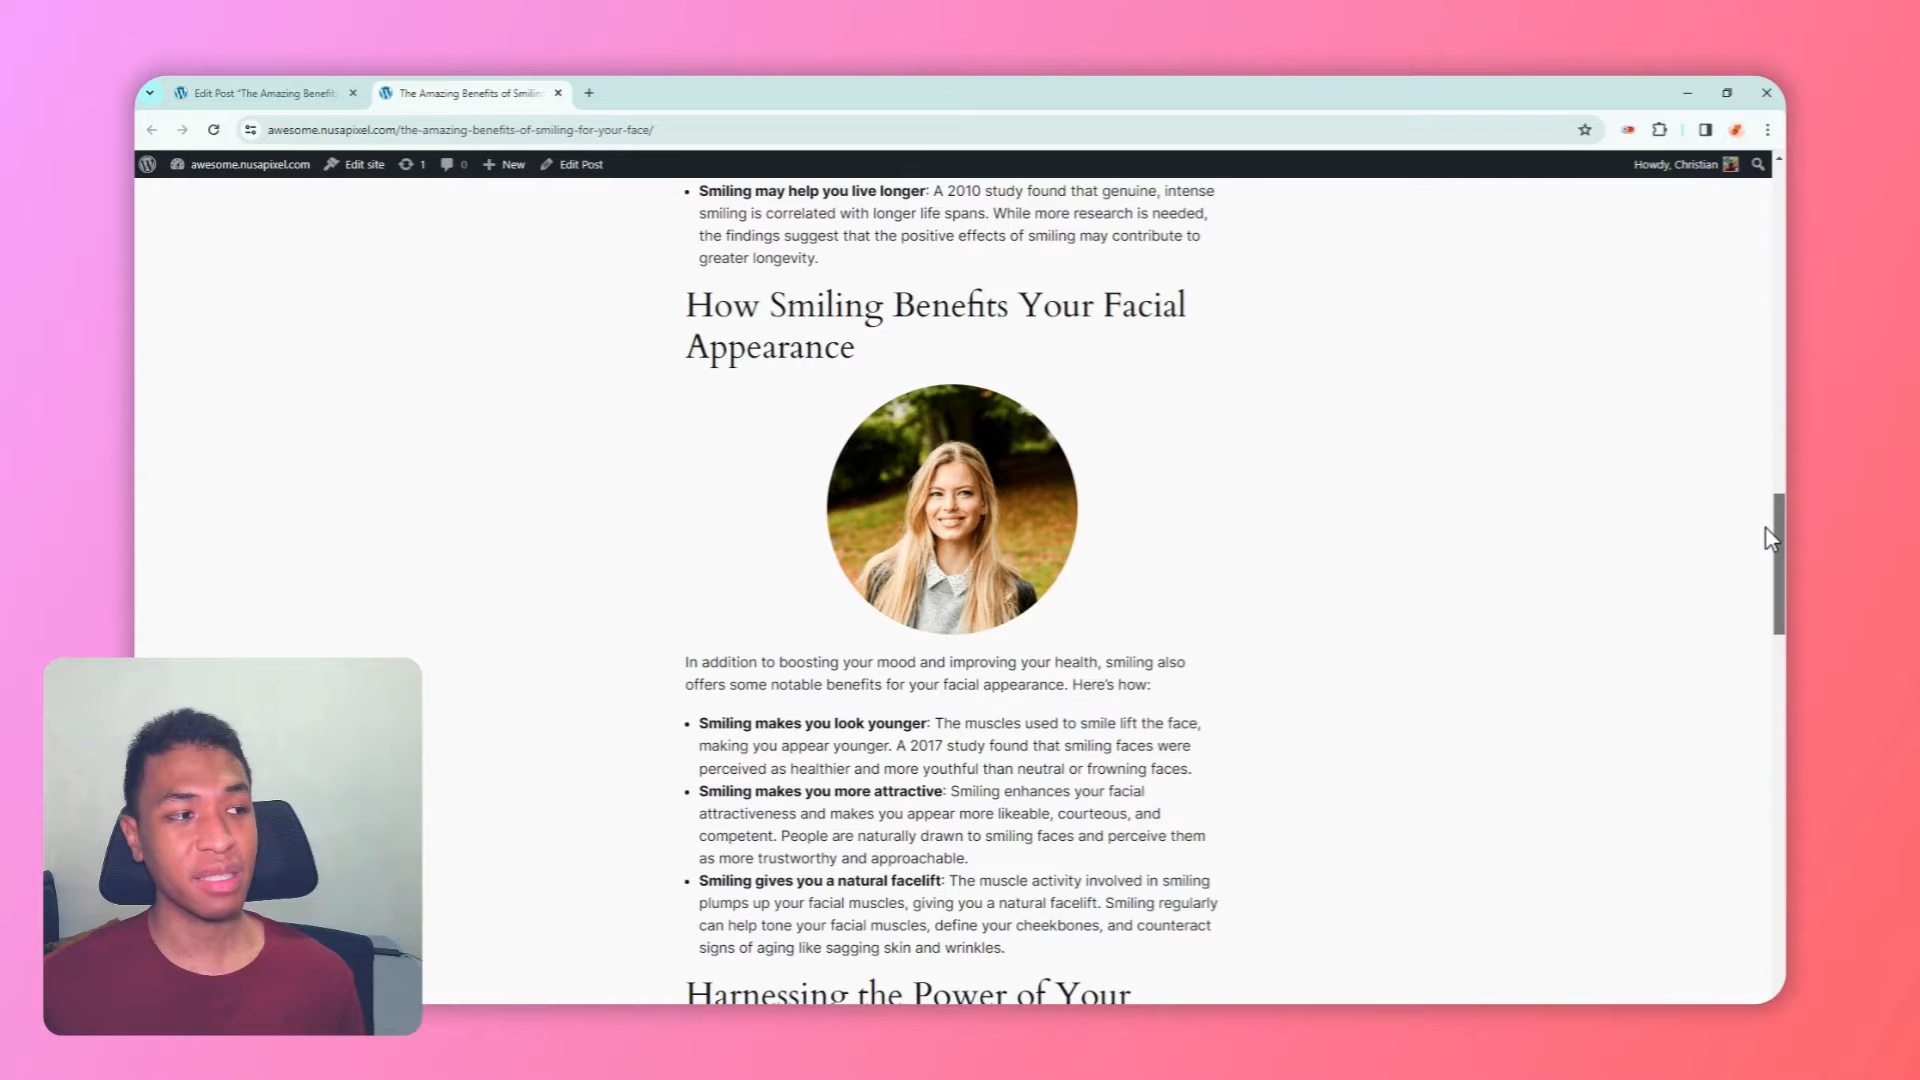 Edit Post "The Amazing Benefit
The Amazing Benefits of Smilin
awesome.nusapixel.com/the-amazing-benefits-of-smiling-for-your-face/
awesome.nusapixel.com Edit site 1 0 New Edit Post Howdy, Christian
• Smiling may help you live longer: A 2010 study found that genuine, intense
smiling is correlated with longer life spans. While more research is needed,
the findings suggest that the positive effects of smiling may contribute to
greater longevity.
How Smiling Benefits Your Facial
Appearance
In addition to boosting your mood and improving your health, smiling also
offers some notable benefits for your facial appearance. Here's how:
• Smiling makes you look younger: The muscles used to smile lift the face,
making you appear younger. A 2017 study found that smiling faces were
perceived as healthier and more youthful than neutral or frowning faces.
• Smiling makes you more attractive: Smiling enhances your facial
attractiveness and makes you appear more likeable, courteous, and
competent. People are naturally drawn to smiling faces and perceive them
as more trustworthy and approachable.
• Smiling gives you a natural facelift: The muscle activity involved in smiling
plumps up your facial muscles, giving you a natural facelift. Smiling regularly
can help tone your facial muscles, define your cheekbones, and counteract
signs of aging like sagging skin and wrinkles.
Harnessing the Power of Your